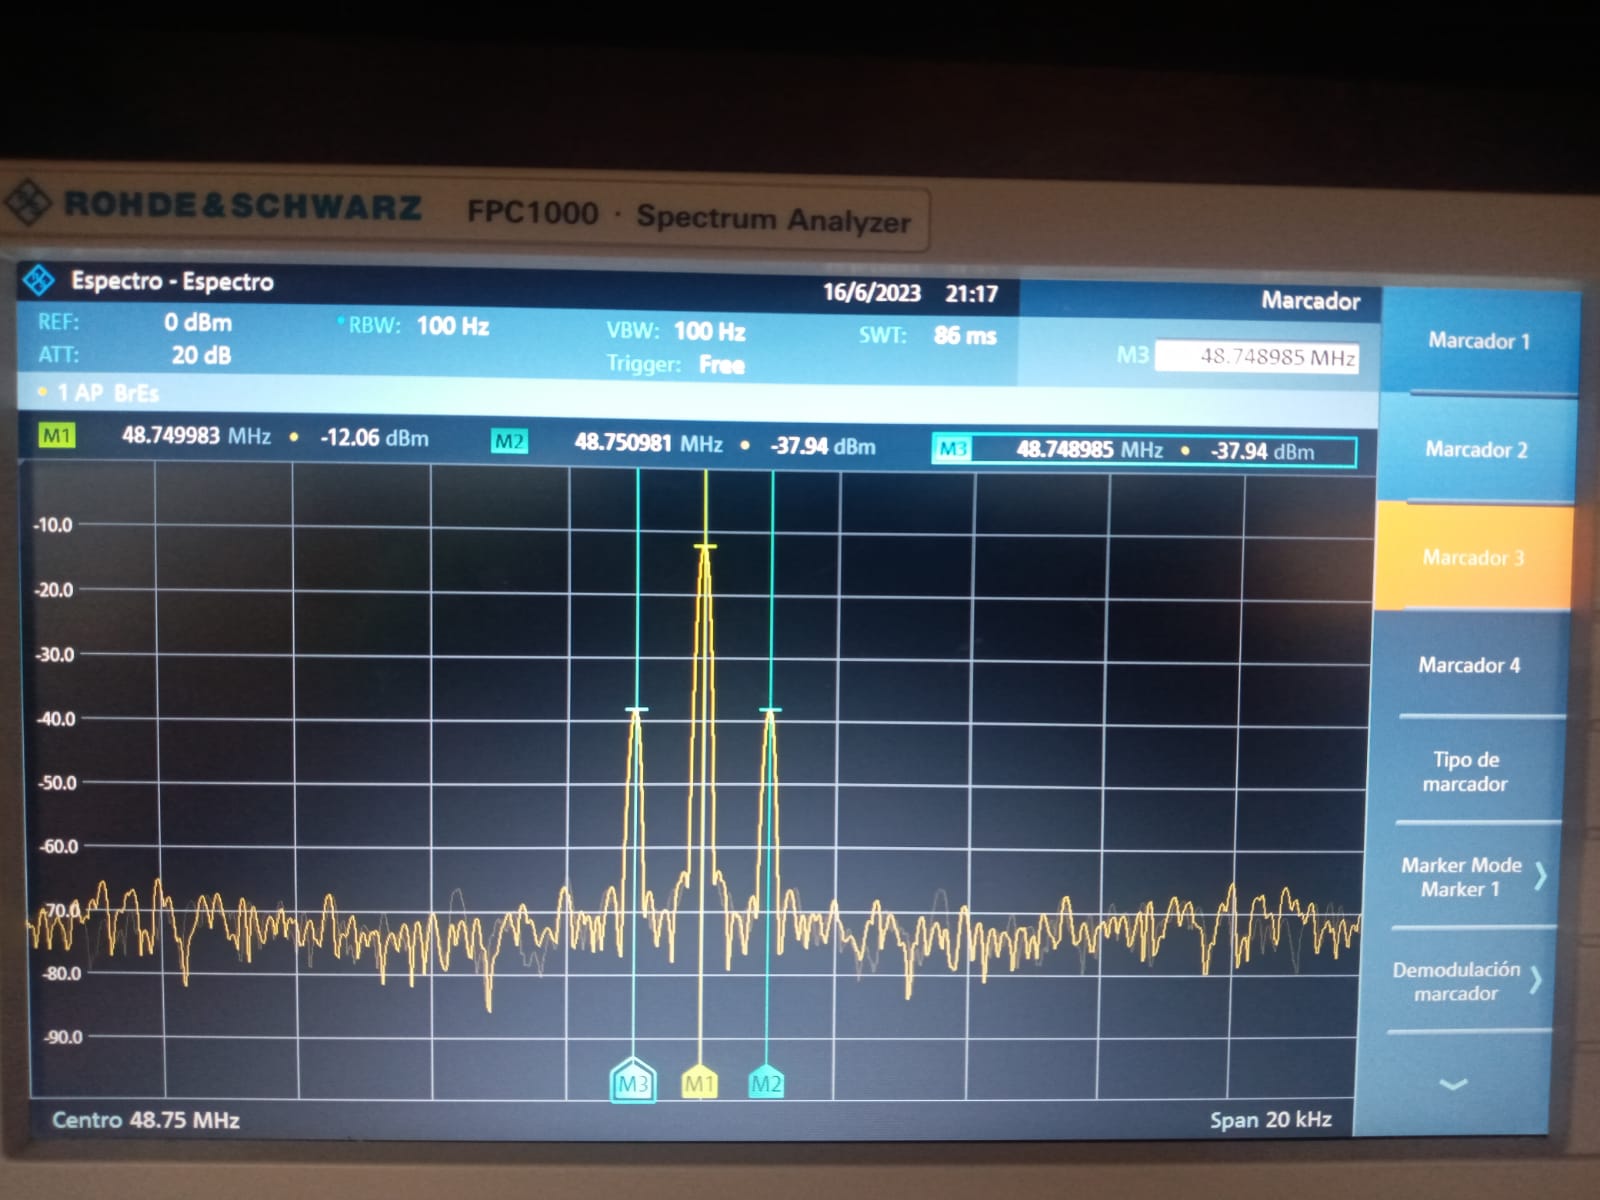 ROHDE&SCHWARZ FPC1000 · Spectrum Analyzer
Espectro - Espectro 16/6/2023 21:17 Marcador
REF: 0 dBm RBW: 100 Hz VBW: 100 Hz SWT: 86 ms
ATT: 20 dB Trigger: Free M3 48.748985 MHz
1 AP BrEs
M1 48.749983 MHz -12.06 dBm M2 48.750981 MHz -37.94 dBm M3 48.748985 MHz -37.94 dBm
-10.0
-20.0
-30.0
-40.0
-50.0
-60.0
-70.0
-80.0
-90.0
M3 M1 M2
Centro 48.75 MHz Span 20 kHz
Marcador 1
Marcador 2
Marcador 3
Marcador 4
Tipo de
marcador
Marker Mode
Marker 1
Demodulación
marcador